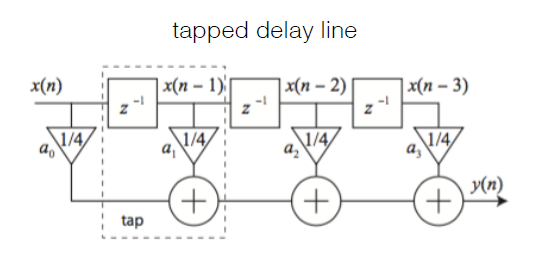 tapped delay line
x(n) x(n – 1) x(n – 2) x(n – 3)
z⁻¹ z⁻¹ z⁻¹
a₀ 1/4 a₁ 1/4 a₂ 1/4 a₃ 1/4
+ + + y(n)
tap